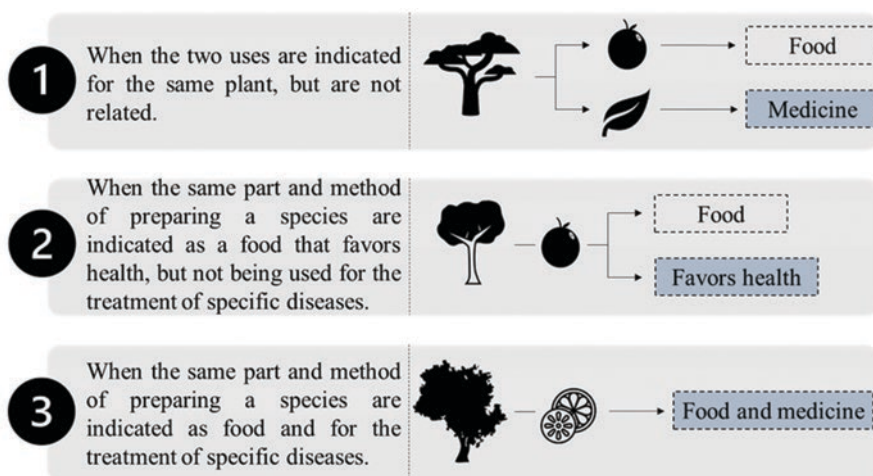 1
When the two uses are indicated
for the same plant, but are not
related.
Food
Medicine
2
When the same part and method
of preparing a species are
indicated as a food that favors
health, but not being used for the
treatment of specific diseases.
Food
Favors health
3
When the same part and method
of preparing a species are
indicated as food and for the
treatment of specific diseases.
Food and medicine